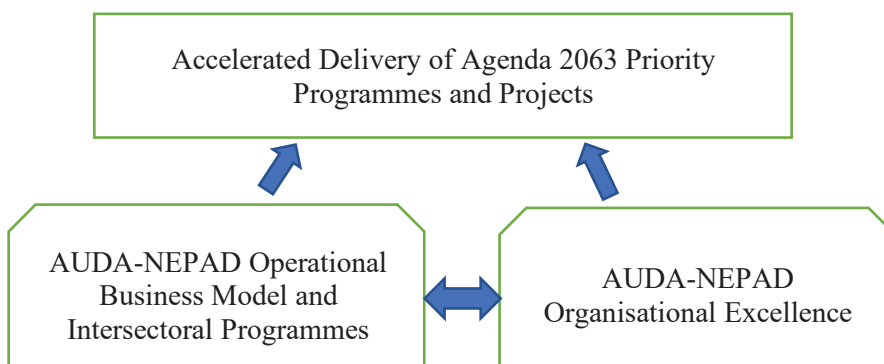 Accelerated Delivery of Agenda 2063 Priority
Programmes and Projects
AUDA-NEPAD Operational
Business Model and
Intersectoral Programmes
AUDA-NEPAD
Organisational Excellence